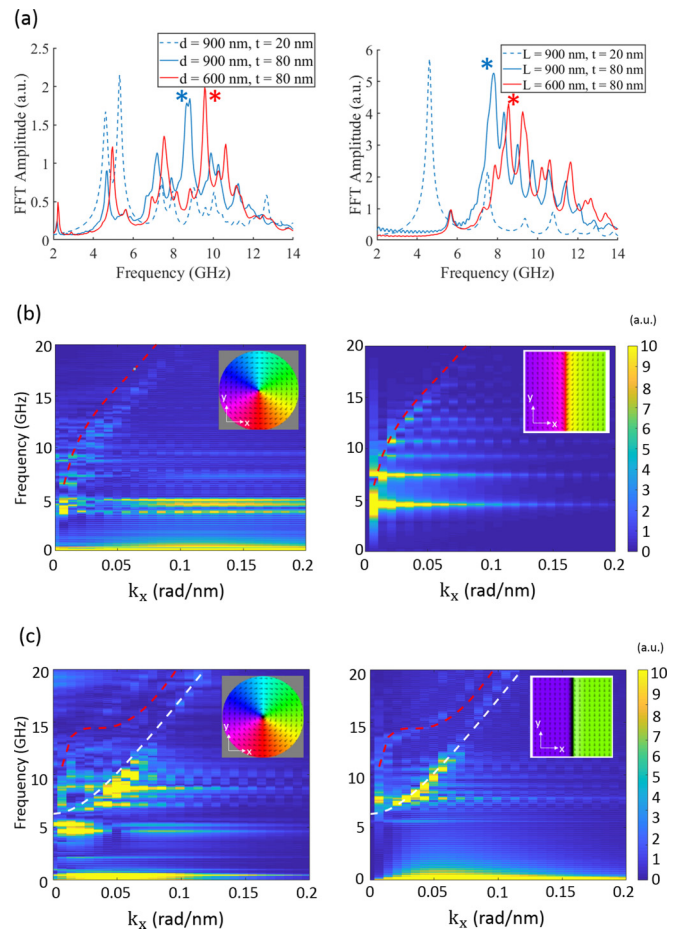 (a)
d = 900 nm, t = 20 nm
d = 900 nm, t = 80 nm
d = 600 nm, t = 80 nm
*
*
FFT Amplitude (a.u.)
2.5
2
1.5
1
0.5
0
2 4 6 8 10 12 14
Frequency (GHz)
L = 900 nm, t = 20 nm
L = 900 nm, t = 80 nm
L = 600 nm, t = 80 nm
*
*
FFT Amplitude (a.u.)
6
5
4
3
2
1
0
2 4 6 8 10 12 14
Frequency (GHz)
(b)
Frequency (GHz)
20
15
10
5
0
y
x
0 0.05 0.1 0.15 0.2
kx (rad/nm)
20
15
10
5
0
y
x
0 0.05 0.1 0.15 0.2
kx (rad/nm)
(a.u.)
10
9
8
7
6
5
4
3
2
1
0
(c)
Frequency (GHz)
20
15
10
5
0
y
x
0 0.05 0.1 0.15 0.2
kx (rad/nm)
20
15
10
5
0
y
x
0 0.05 0.1 0.15 0.2
kx (rad/nm)
(a.u.)
10
9
8
7
6
5
4
3
2
1
0